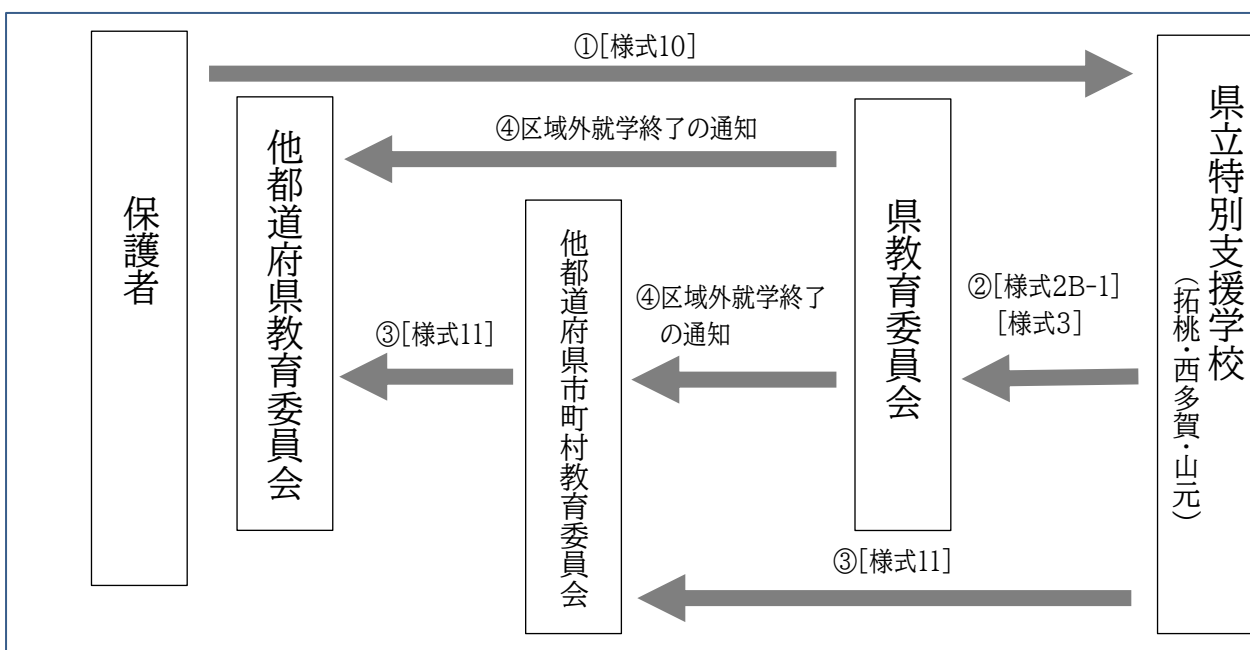 ①[様式10]
保護者
他都道府県教育委員会
④区域外就学終了の通知
他都道府県市町村教育委員会
③[様式11]
④区域外就学終了
の通知
県教育委員会
②[様式2B-1]
[様式3]
県立特別支援学校
(拓桃・西多賀・山元)
③[様式11]